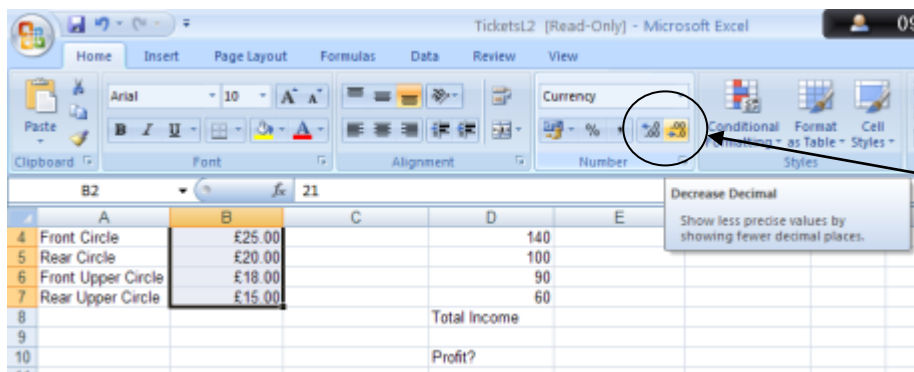 TicketsL2 [Read-Only] - Microsoft Excel
09
Home Insert Page Layout Formulas Data Review View
Arial 10 A A Currency
Paste B I U A % , .00 .00 Conditional Formatting Format as Table Cell Styles
Clipboard Font Alignment Number Styles
B2 fx 21
Decrease Decimal
Show less precise values by
showing fewer decimal places.
A B C D E
4 Front Circle £25.00 140
5 Rear Circle £20.00 100
6 Front Upper Circle £18.00 90
7 Rear Upper Circle £15.00 60
8 Total Income
9
10 Profit?